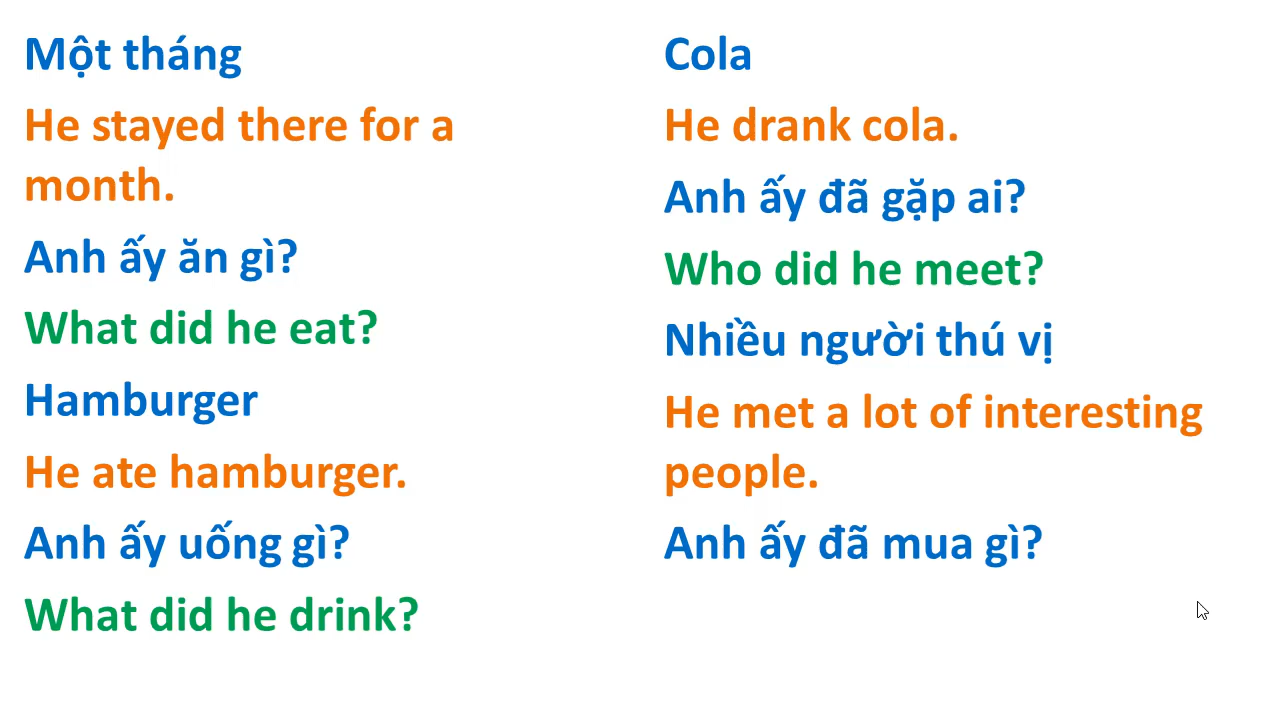 Một tháng
He stayed there for a
month.
Anh ấy ăn gì?
What did he eat?
Hamburger
He ate hamburger.
Anh ấy uống gì?
What did he drink?
Cola
He drank cola.
Anh ấy đã gặp ai?
Who did he meet?
Nhiều người thú vị
He met a lot of interesting
people.
Anh ấy đã mua gì?